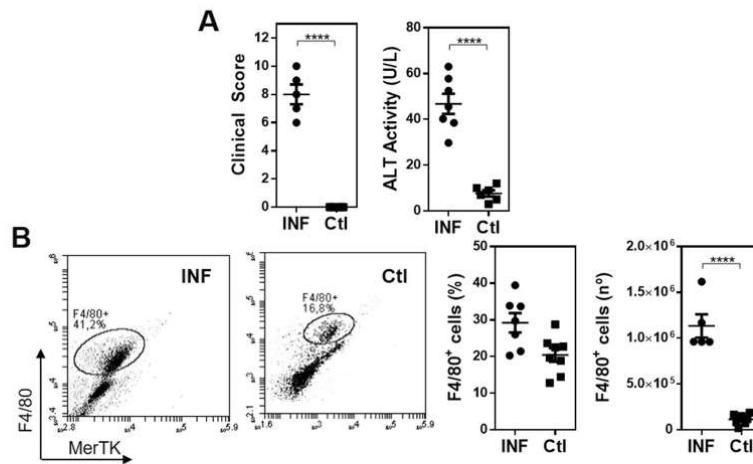 A
Clinical Score
12
10
8
6
4
2
0
****
INF
Ctl
ALT Activity (U/L)
80
60
40
20
0
****
INF
Ctl
B
INF
F4/80+
41,2%
F4/80
MerTK
Ctl
F4/80+
16,8%
F4/80+ cells (%)
50
40
30
20
10
0
INF
Ctl
F4/80+ cells (nº)
2.0×10⁶
1.5×10⁶
1.0×10⁶
5.0×10⁵
0
****
INF
Ctl